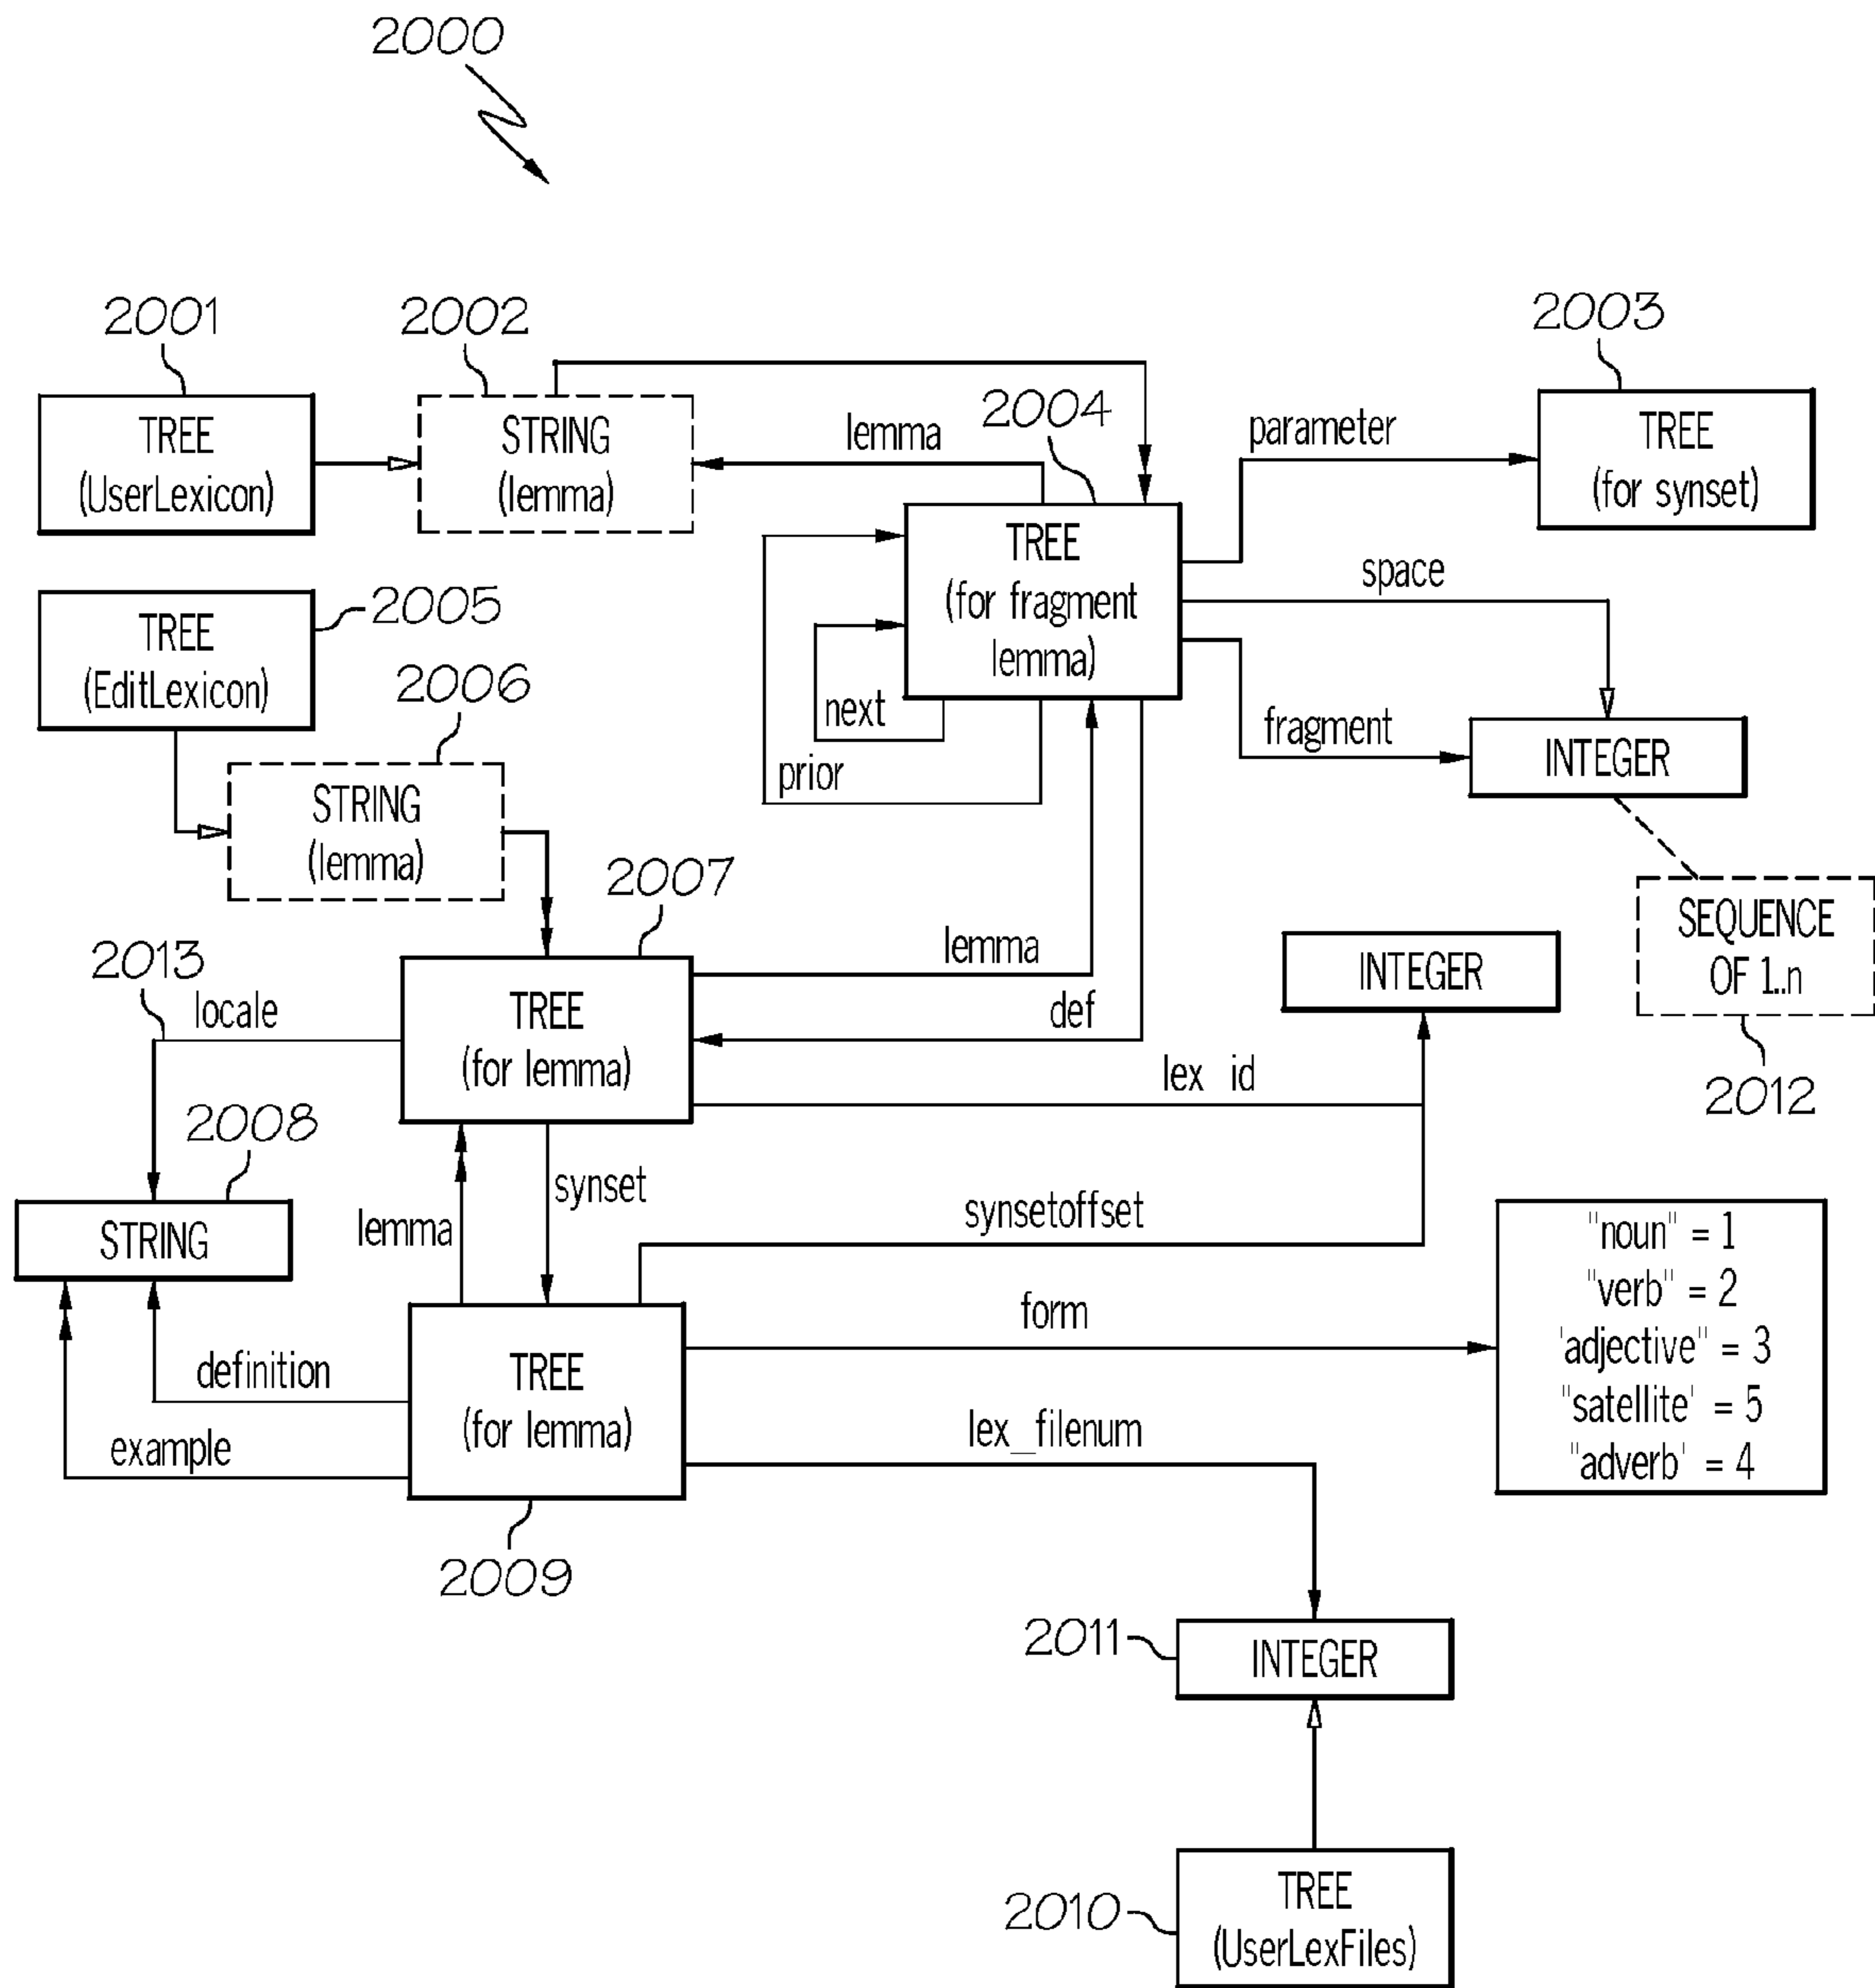 2000
2001
TREE
(UserLexicon)
2002
STRING
(lemma)
lemma
2004
TREE
(for fragment
lemma)
parameter
2003
TREE
(for synset)
space
fragment
INTEGER
next
prior
2005
TREE
(EditLexicon)
2006
STRING
(lemma)
SEQUENCE
OF 1..n
2012
2007
TREE
(for lemma)
lemma
def
lex id
INTEGER
2013
locale
2008
STRING
lemma
synset
synsetoffset
form
"noun" = 1
"verb" = 2
'adjective" = 3
"satellite' = 5
"adverb' = 4
definition
example
TREE
(for lemma)
2009
lex_filenum
2011
INTEGER
2010
TREE
(UserLexFiles)